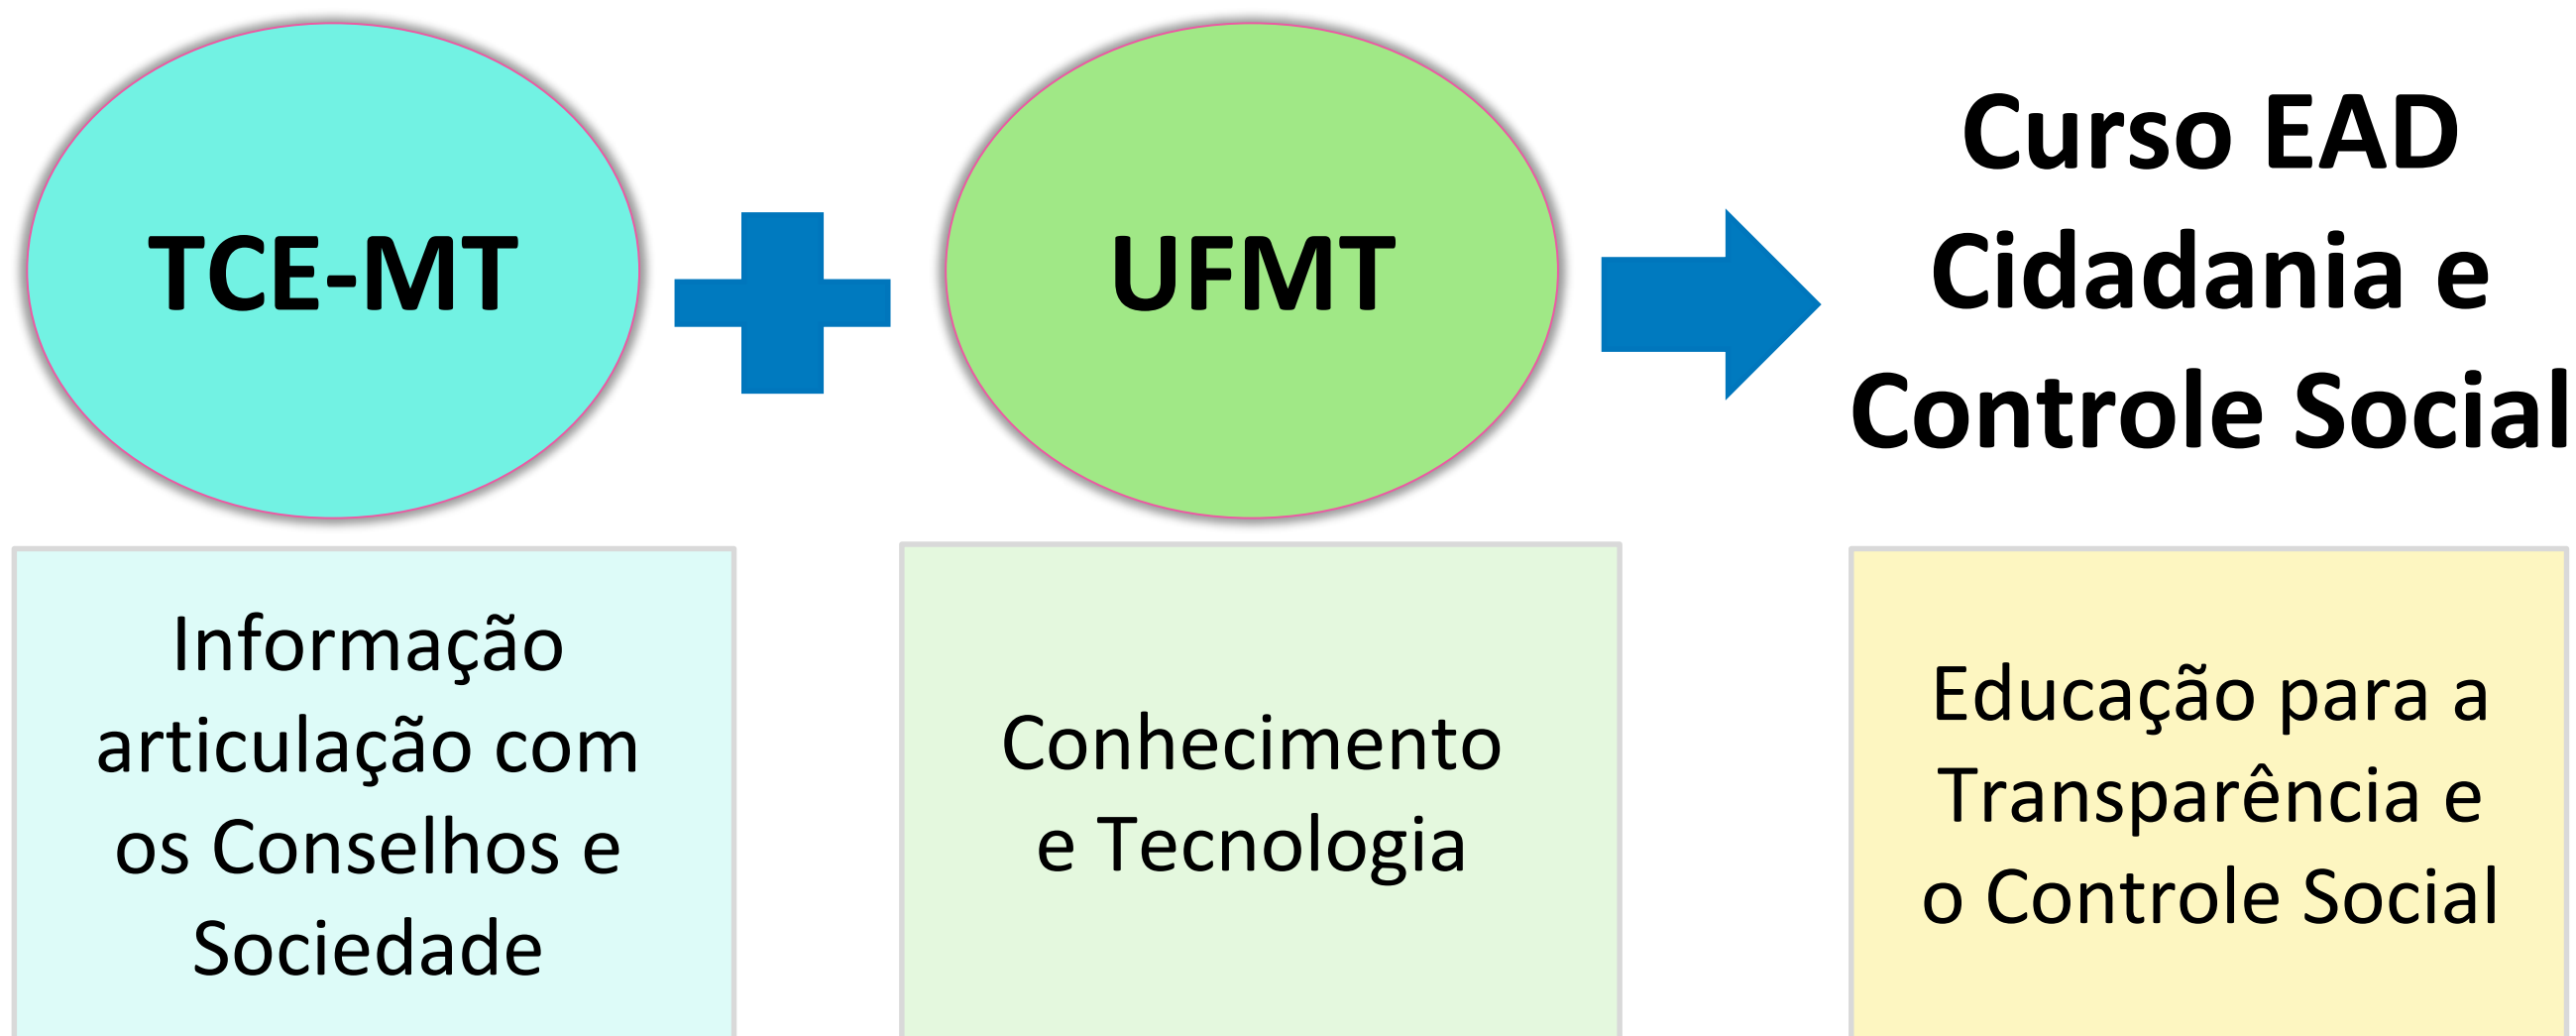 TCE-MT
UFMT
Curso EAD
Cidadania e
Controle Social
Informação
articulação com
os Conselhos e
Sociedade
Conhecimento
e Tecnologia
Educação para a
Transparência e
o Controle Social